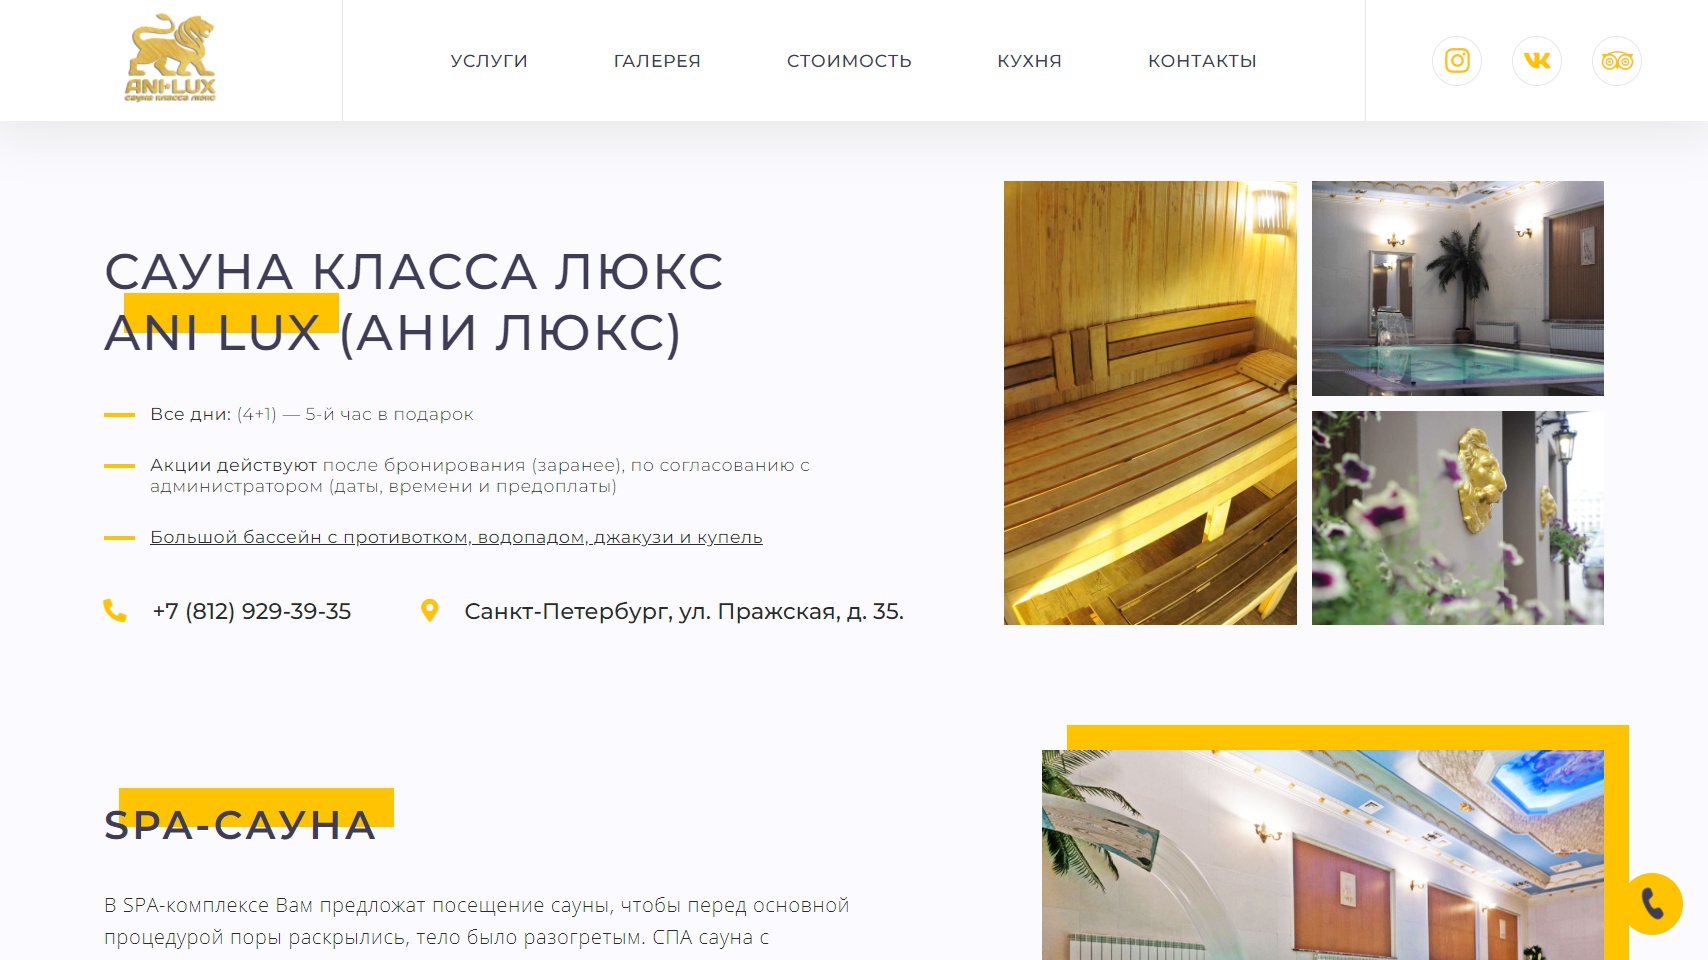 ANI-LUX
сауна класса люкс
УСЛУГИ
ГАЛЕРЕЯ
СТОИМОСТЬ
КУХНЯ
КОНТАКТЫ
САУНА КЛАССА ЛЮКС
ANI LUX (АНИ ЛЮКС)
Все дни: (4+1) — 5-й час в подарок
Акции действуют после бронирования (заранее), по согласованию с
администратором (даты, времени и предоплаты)
Большой бассейн с противотком, водопадом, джакузи и купель
+7 (812) 929-39-35
Санкт-Петербург, ул. Пражская, д. 35.
SPA-САУНА
В SPA-комплексе Вам предложат посещение сауны, чтобы перед основной
процедурой поры раскрылись, тело было разогретым. СПА сауна с